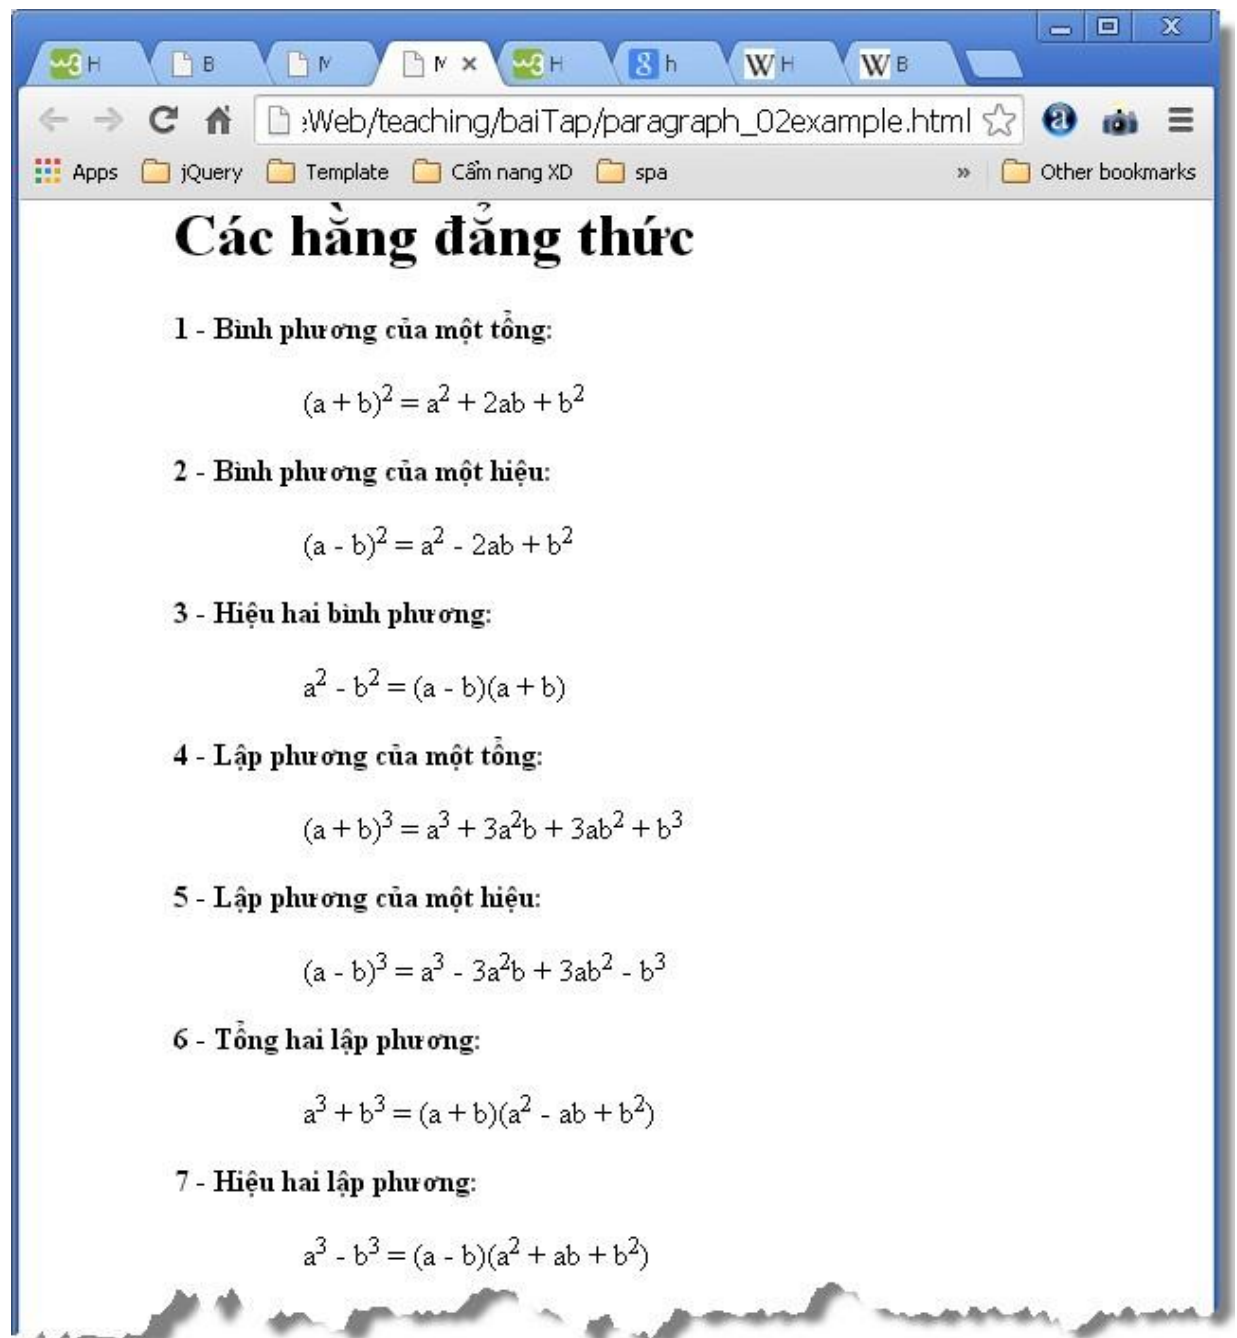 H B M M H h H B
:Web/teaching/baiTap/paragraph_02example.html
Apps jQuery Template Cẩm nang XD spa » Other bookmarks
Các hằng đẳng thức
1 - Bình phương của một tổng:
(a + b)² = a² + 2ab + b²
2 - Bình phương của một hiệu:
(a - b)² = a² - 2ab + b²
3 - Hiệu hai bình phương:
a² - b² = (a - b)(a + b)
4 - Lập phương của một tổng:
(a + b)³ = a³ + 3a²b + 3ab² + b³
5 - Lập phương của một hiệu:
(a - b)³ = a³ - 3a²b + 3ab² - b³
6 - Tổng hai lập phương:
a³ + b³ = (a + b)(a² - ab + b²)
7 - Hiệu hai lập phương:
a³ - b³ = (a - b)(a² + ab + b²)